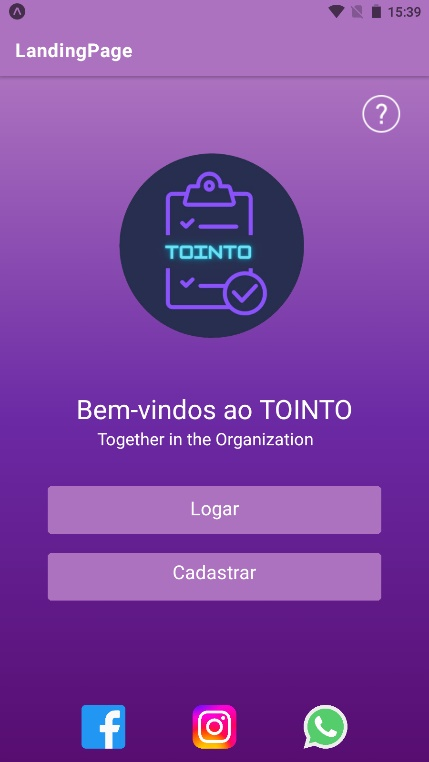 15:39
LandingPage
?
TOINTO
Bem-vindos ao TOINTO
Together in the Organization
Logar
Cadastrar